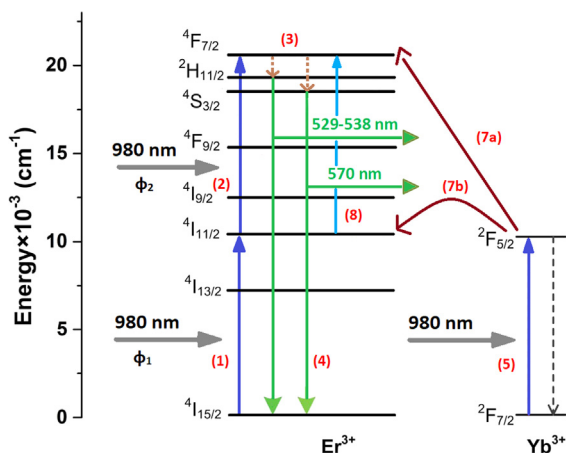 Energy×10⁻³ (cm⁻¹)
20
15
10
5
0
⁴F₇/₂
²H₁₁/₂
⁴S₃/₂
⁴F₉/₂
⁴I₉/₂
⁴I₁₁/₂
⁴I₁₃/₂
⁴I₁₅/₂
(3)
529-538 nm
570 nm
980 nm
ϕ₂
(2)
(8)
(7a)
(7b)
980 nm
ϕ₁
(1)
(4)
980 nm
(5)
²F₅/₂
²F₇/₂
Er³⁺
Yb³⁺